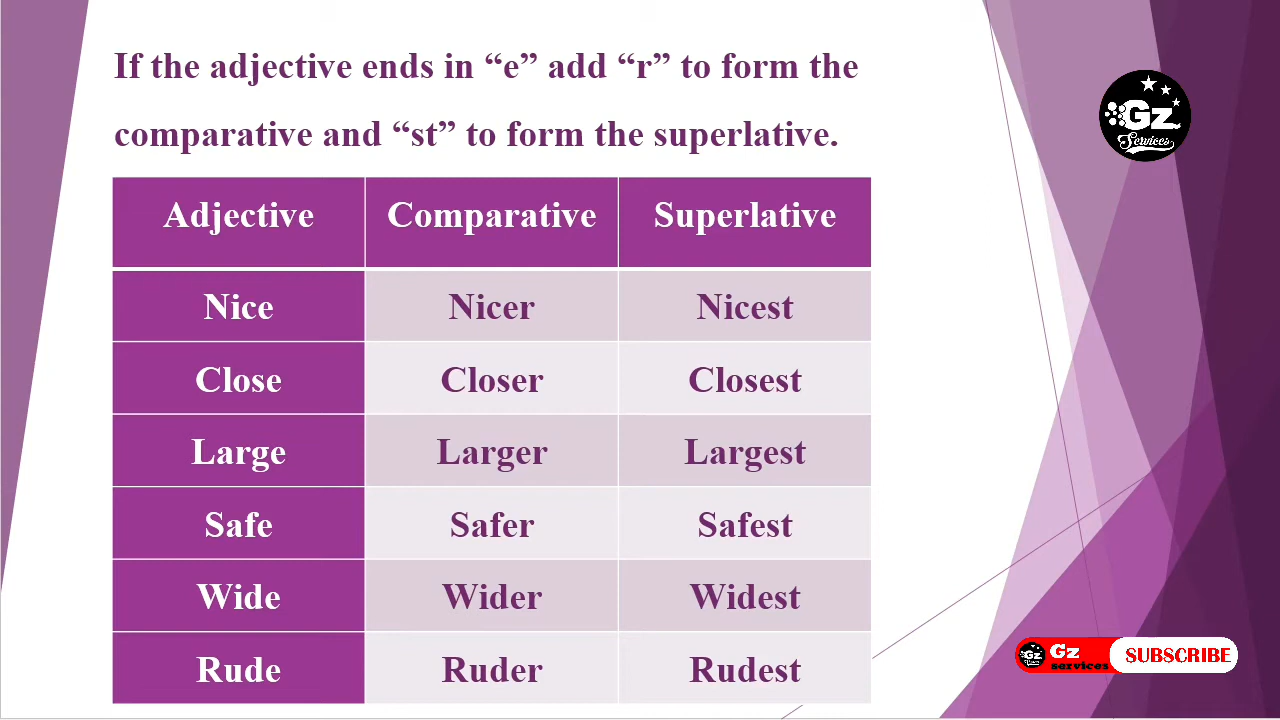 If the adjective ends in “e” add “r” to form the
comparative and “st” to form the superlative.
Gz
Services
Adjective Comparative Superlative
Nice Nicer Nicest
Close Closer Closest
Large Larger Largest
Safe Safer Safest
Wide Wider Widest
Rude Ruder Rudest
Gz
Gz
services
SUBSCRIBE